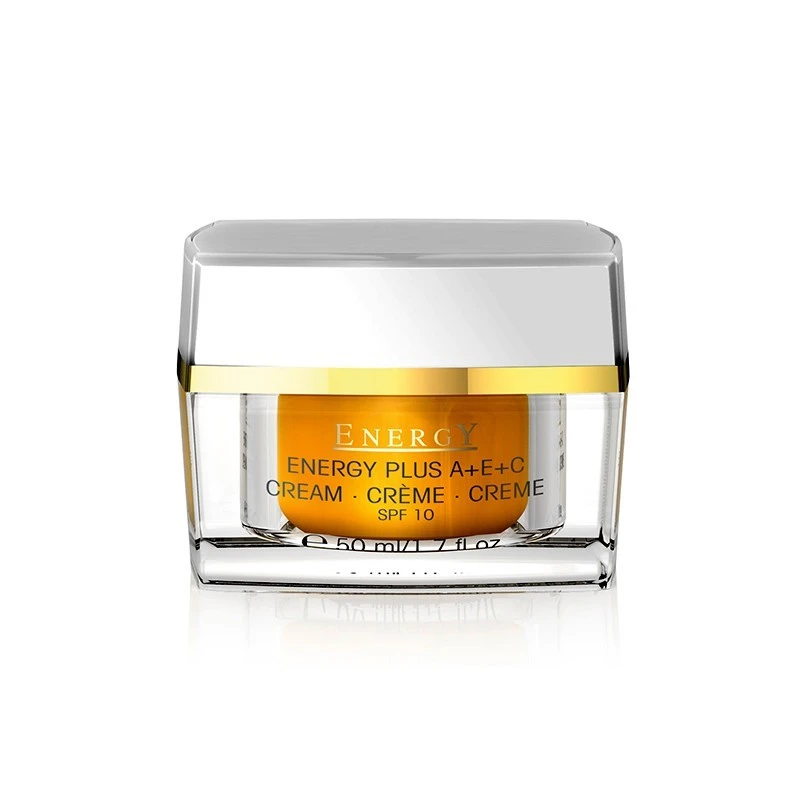 ENERGY
ENERGY PLUS A+E+C
CREAM · CRÈME · CREME
SPF 10
e 50 ml/1.7 fl oz